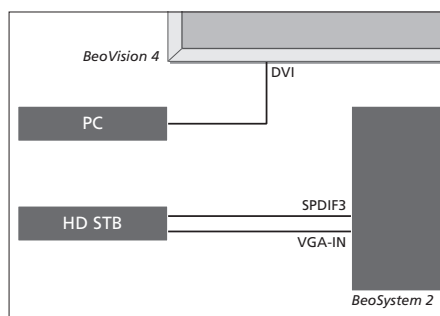 BeoVision 4
DVI
PC
SPDIF3
HD STB
VGA-IN
BeoSystem 2